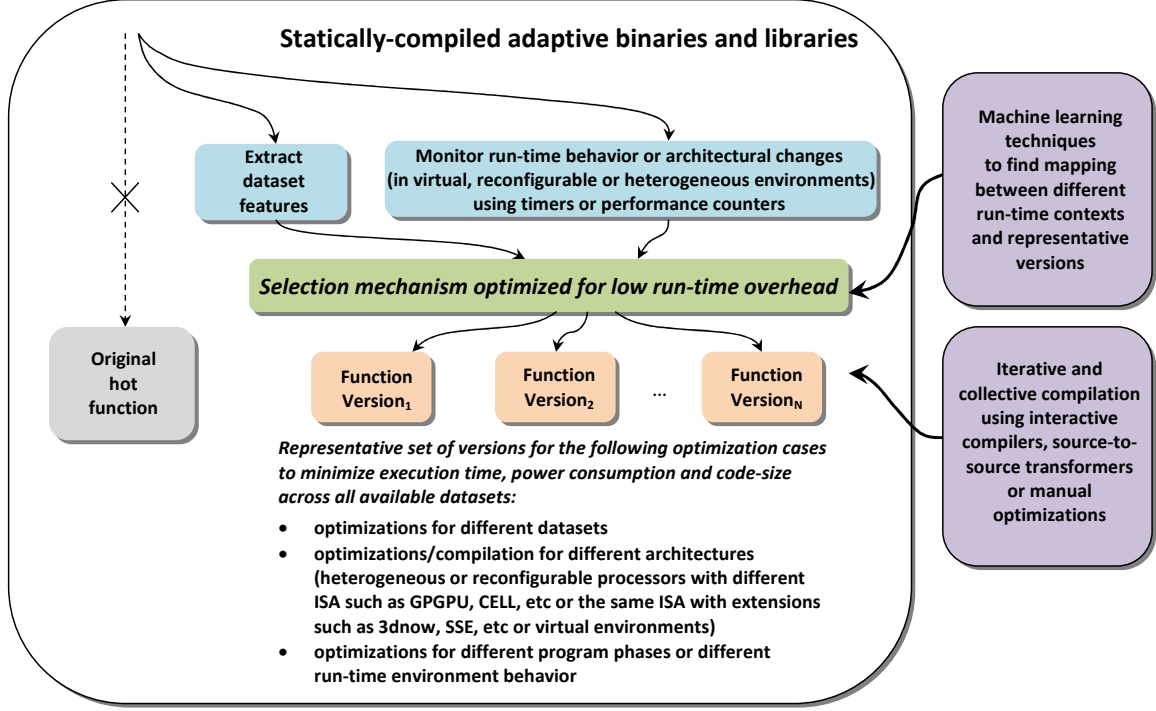 Statically-compiled adaptive binaries and libraries
Extract
dataset
features
Monitor run-time behavior or architectural changes
(in virtual, reconfigurable or heterogeneous environments)
using timers or performance counters
Selection mechanism optimized for low run-time overhead
Original
hot
function
Function
Version₁
Function
Version₂
...
Function
Version_N
Representative set of versions for the following optimization cases
to minimize execution time, power consumption and code-size
across all available datasets:
• optimizations for different datasets
• optimizations/compilation for different architectures
(heterogeneous or reconfigurable processors with different
ISA such as GPGPU, CELL, etc or the same ISA with extensions
such as 3dnow, SSE, etc or virtual environments)
• optimizations for different program phases or different
run-time environment behavior
Machine learning
techniques
to find mapping
between different
run-time contexts
and representative
versions
Iterative and
collective compilation
using interactive
compilers, source-to-
source transformers
or manual
optimizations